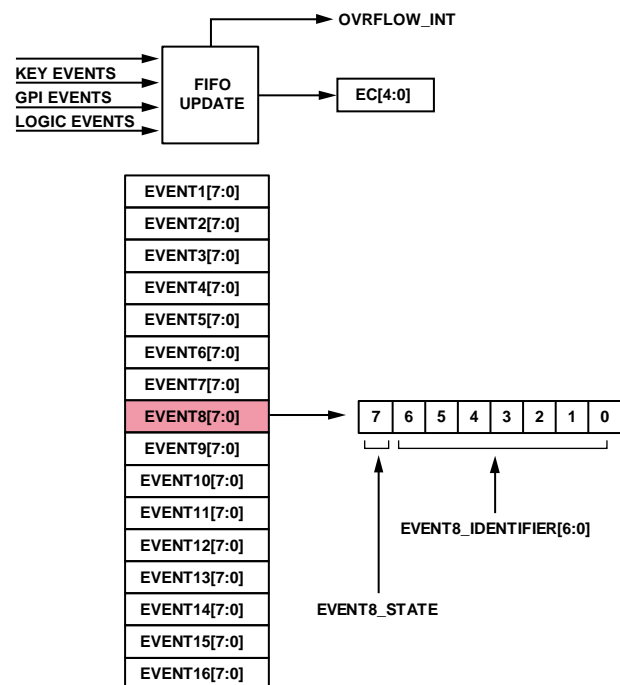 OVRFLOW_INT
KEY EVENTS
GPI EVENTS
LOGIC EVENTS
FIFO
UPDATE
EC[4:0]
EVENT1[7:0]
EVENT2[7:0]
EVENT3[7:0]
EVENT4[7:0]
EVENT5[7:0]
EVENT6[7:0]
EVENT7[7:0]
EVENT8[7:0]
7 6 5 4 3 2 1 0
EVENT9[7:0]
EVENT10[7:0]
EVENT11[7:0]
EVENT12[7:0]
EVENT13[7:0]
EVENT14[7:0]
EVENT15[7:0]
EVENT16[7:0]
EVENT8_IDENTIFIER[6:0]
EVENT8_STATE